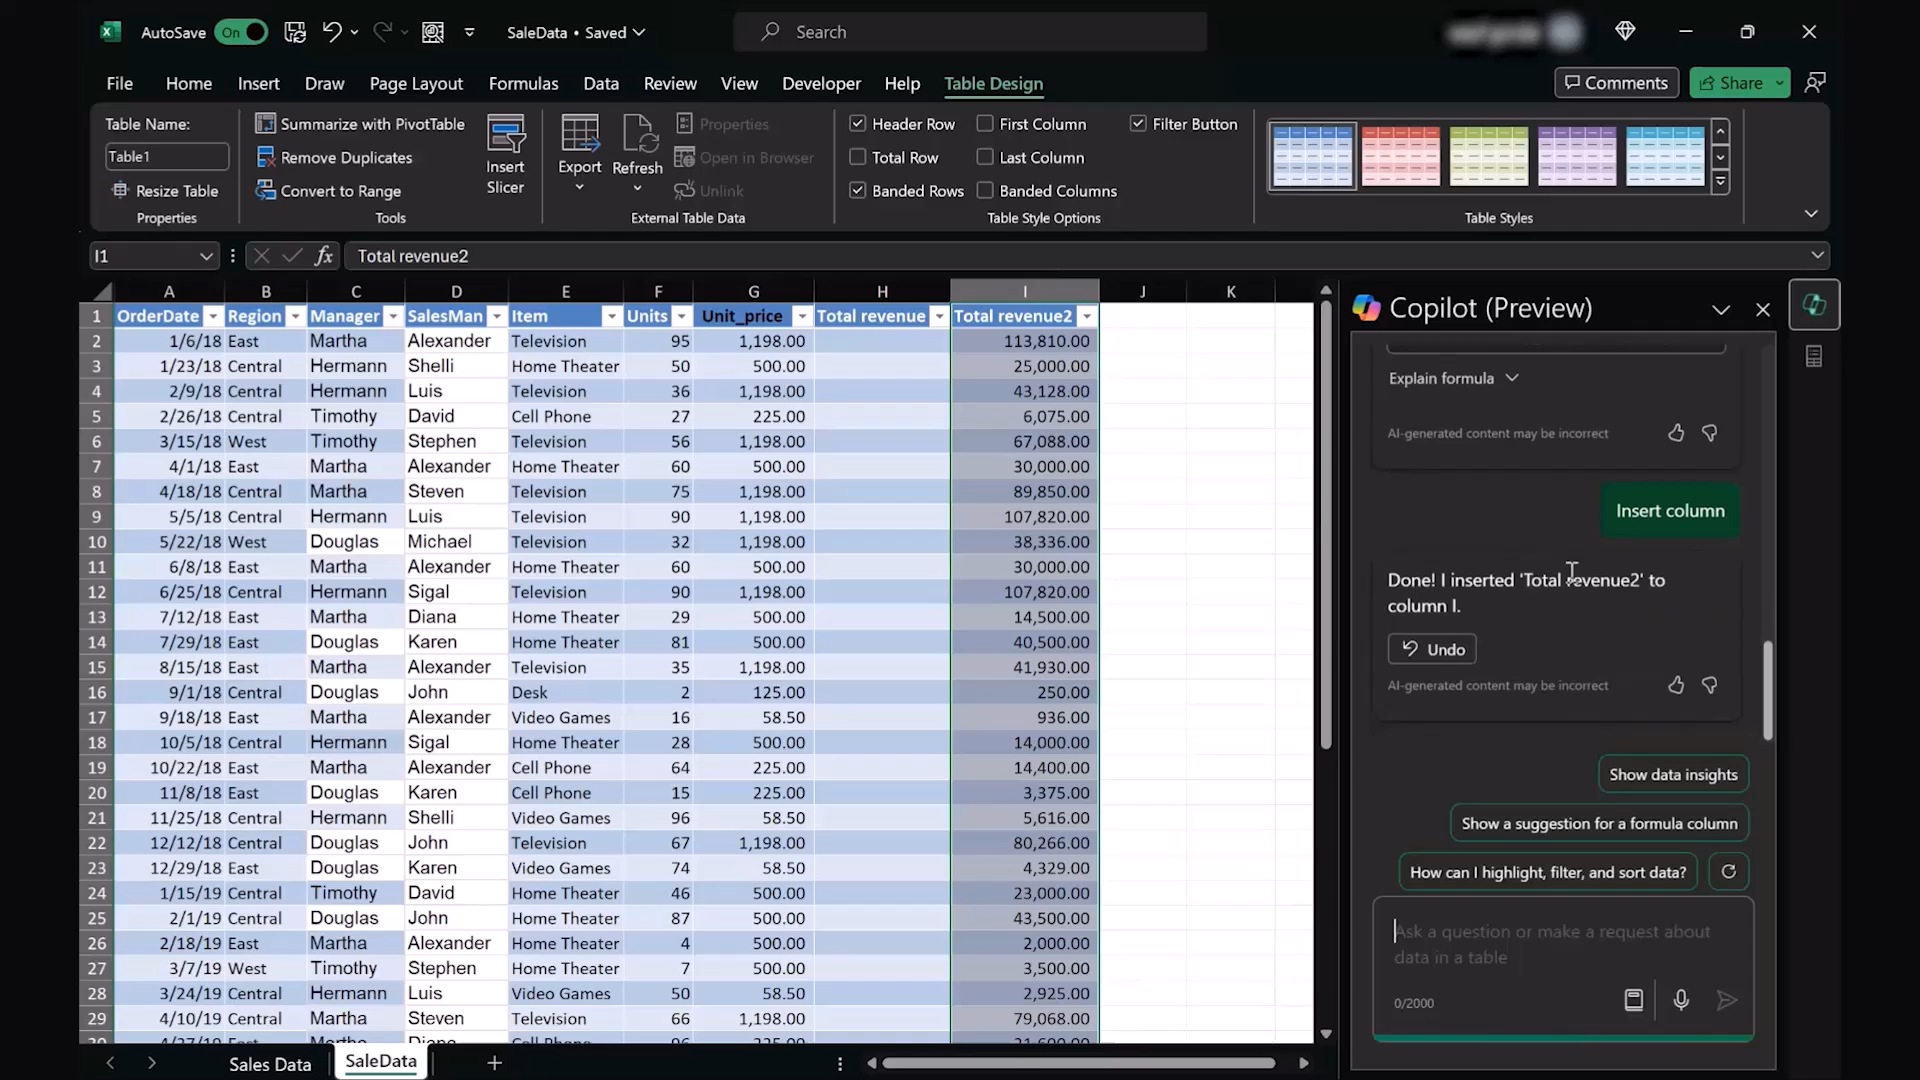 AutoSave On SaleData • Saved Search
File Home Insert Draw Page Layout Formulas Data Review View Developer Help Table Design Comments Share
Table Name:
Table1
Resize Table
Properties
Summarize with PivotTable
Remove Duplicates
Convert to Range
Tools
Insert
Slicer
Export
Refresh
Properties
Open in Browser
Unlink
External Table Data
Header Row First Column Filter Button
Total Row Last Column
Banded Rows Banded Columns
Table Style Options
Table Styles
I1 fx Total revenue2
A B C D E F G H I J K
1 OrderDate Region Manager SalesMan Item Units Unit_price Total revenue Total revenue2
2 1/6/18 East Martha Alexander Television 95 1,198.00 113,810.00
3 1/23/18 Central Hermann Shelli Home Theater 50 500.00 25,000.00
4 2/9/18 Central Hermann Luis Television 36 1,198.00 43,128.00
5 2/26/18 Central Timothy David Cell Phone 27 225.00 6,075.00
6 3/15/18 West Timothy Stephen Television 56 1,198.00 67,088.00
7 4/1/18 East Martha Alexander Home Theater 60 500.00 30,000.00
8 4/18/18 Central Martha Steven Television 75 1,198.00 89,850.00
9 5/5/18 Central Hermann Luis Television 90 1,198.00 107,820.00
10 5/22/18 West Douglas Michael Television 32 1,198.00 38,336.00
11 6/8/18 East Martha Alexander Home Theater 60 500.00 30,000.00
12 6/25/18 Central Hermann Sigal Television 90 1,198.00 107,820.00
13 7/12/18 East Martha Diana Home Theater 29 500.00 14,500.00
14 7/29/18 East Douglas Karen Home Theater 81 500.00 40,500.00
15 8/15/18 East Martha Alexander Television 35 1,198.00 41,930.00
16 9/1/18 Central Douglas John Desk 2 125.00 250.00
17 9/18/18 East Martha Alexander Video Games 16 58.50 936.00
18 10/5/18 Central Hermann Sigal Home Theater 28 500.00 14,000.00
19 10/22/18 East Martha Alexander Cell Phone 64 225.00 14,400.00
20 11/8/18 East Douglas Karen Cell Phone 15 225.00 3,375.00
21 11/25/18 Central Hermann Shelli Video Games 96 58.50 5,616.00
22 12/12/18 Central Douglas John Television 67 1,198.00 80,266.00
23 12/29/18 East Douglas Karen Video Games 74 58.50 4,329.00
24 1/15/19 Central Timothy David Home Theater 46 500.00 23,000.00
25 2/1/19 Central Douglas John Home Theater 87 500.00 43,500.00
26 2/18/19 East Martha Alexander Home Theater 4 500.00 2,000.00
27 3/7/19 West Timothy Stephen Home Theater 7 500.00 3,500.00
28 3/24/19 Central Hermann Luis Video Games 50 58.50 2,925.00
29 4/10/19 Central Martha Steven Television 66 1,198.00 79,068.00
Sales Data SaleData
Copilot (Preview)
Explain formula
AI-generated content may be incorrect
Insert column
Done! I inserted 'Total revenue2' to
column I.
Undo
AI-generated content may be incorrect
Show data insights
Show a suggestion for a formula column
How can I highlight, filter, and sort data?
Ask a question or make a request about
data in a table
0/2000